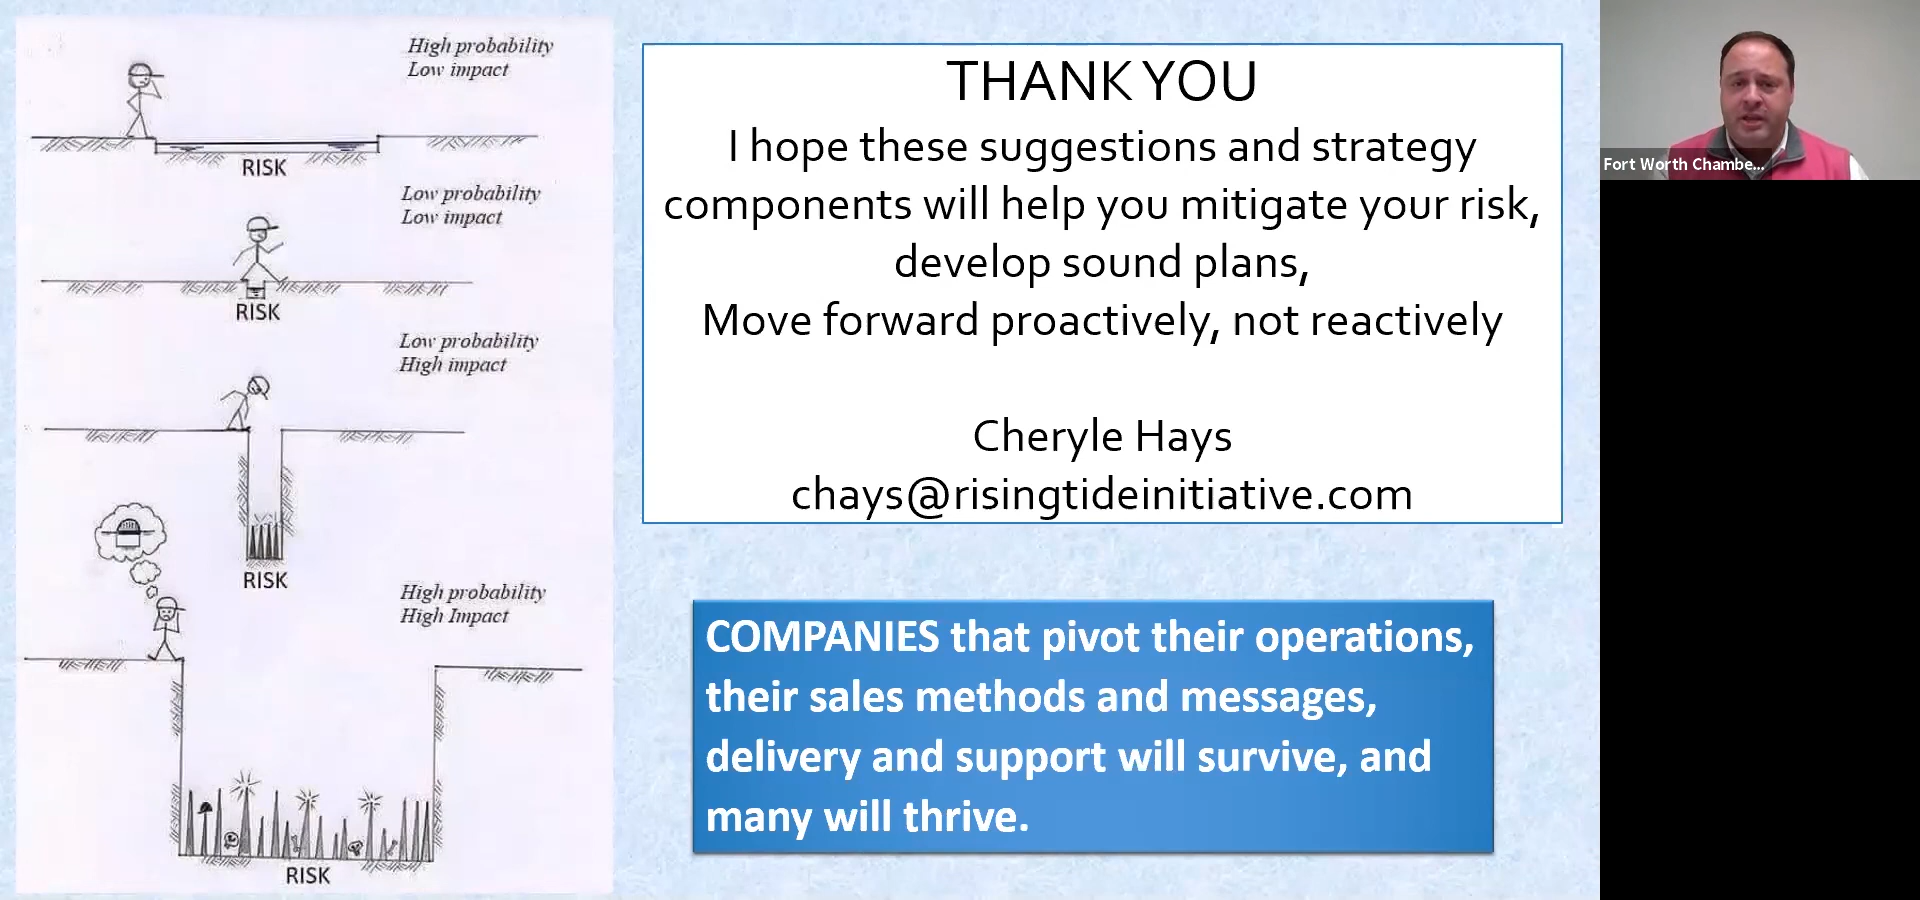 High probability
Low impact
RISK
Low probability
Low impact
RISK
Low probability
High impact
RISK
High probability
High Impact
RISK
THANK YOU
I hope these suggestions and strategy
components will help you mitigate your risk,
develop sound plans,
Move forward proactively, not reactively
Cheryle Hays
chays@risingtideinitiative.com
COMPANIES that pivot their operations,
their sales methods and messages,
delivery and support will survive, and
many will thrive.
Fort Worth Chambe...